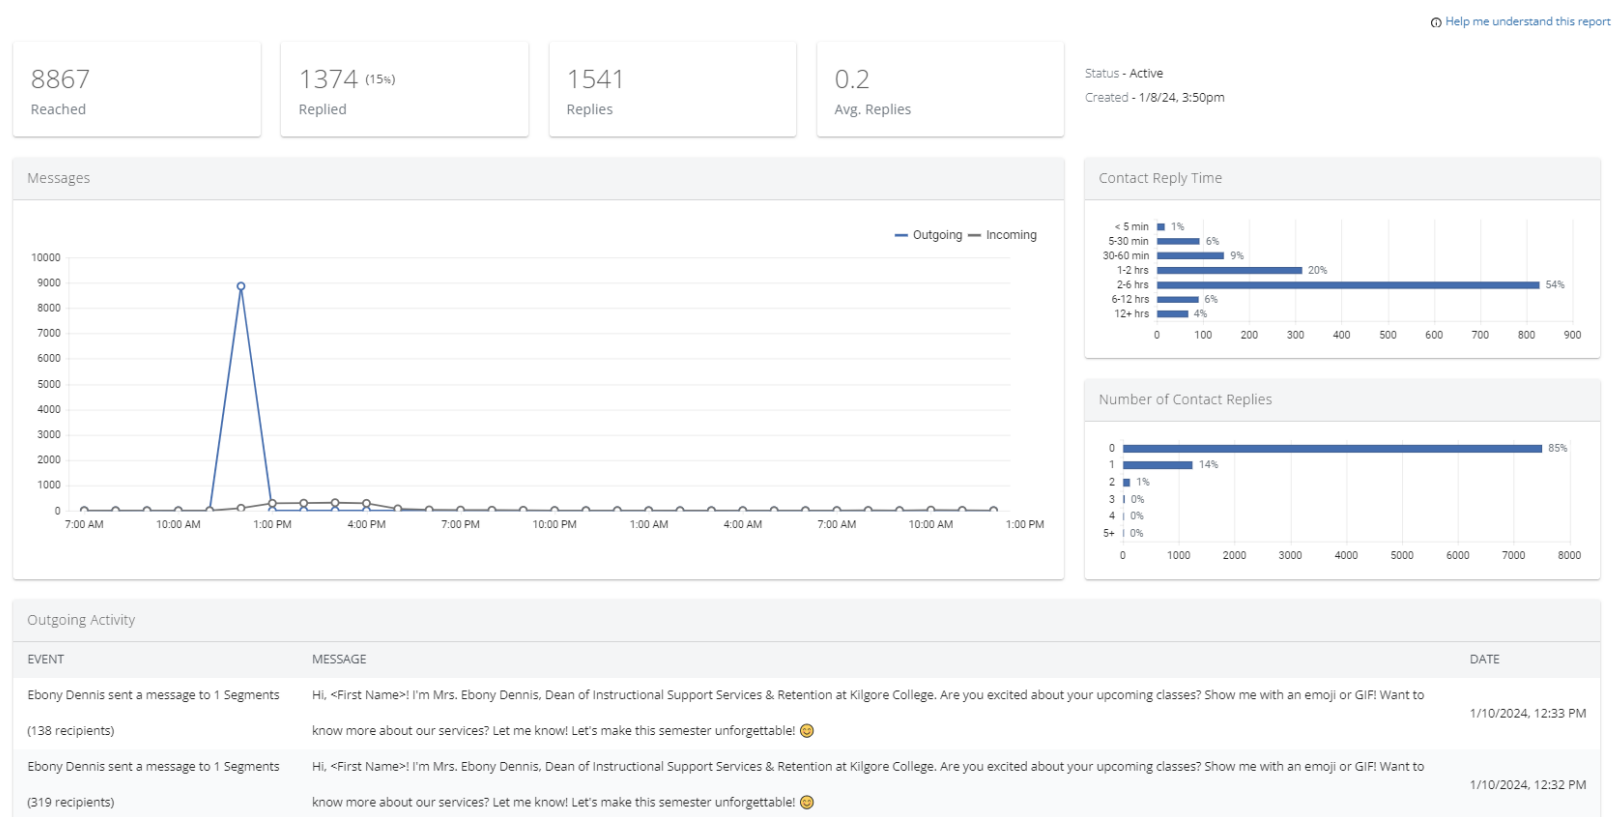 Help me understand this report
8867
Reached
1374 (15%)
Replied
1541
Replies
0.2
Avg. Replies
Status - Active
Created - 1/8/24, 3:50pm
Messages
Outgoing Incoming
10000
9000
8000
7000
6000
5000
4000
3000
2000
1000
0
7:00 AM 10:00 AM 1:00 PM 4:00 PM 7:00 PM 10:00 PM 1:00 AM 4:00 AM 7:00 AM 10:00 AM 1:00 PM
Contact Reply Time
< 5 min 1%
5-30 min 6%
30-60 min 9%
1-2 hrs 20%
2-6 hrs 54%
6-12 hrs 6%
12+ hrs 4%
0 100 200 300 400 500 600 700 800 900
Number of Contact Replies
0 85%
1 14%
2 1%
3 0%
4 0%
5+ 0%
0 1000 2000 3000 4000 5000 6000 7000 8000
Outgoing Activity
EVENT MESSAGE DATE
Ebony Dennis sent a message to 1 Segments
(138 recipients)
Hi, <First Name>! I'm Mrs. Ebony Dennis, Dean of Instructional Support Services & Retention at Kilgore College. Are you excited about your upcoming classes? Show me with an emoji or GIF! Want to
know more about our services? Let me know! Let's make this semester unforgettable! 😊
1/10/2024, 12:33 PM
Ebony Dennis sent a message to 1 Segments
(319 recipients)
Hi, <First Name>! I'm Mrs. Ebony Dennis, Dean of Instructional Support Services & Retention at Kilgore College. Are you excited about your upcoming classes? Show me with an emoji or GIF! Want to
know more about our services? Let me know! Let's make this semester unforgettable! 😊
1/10/2024, 12:32 PM